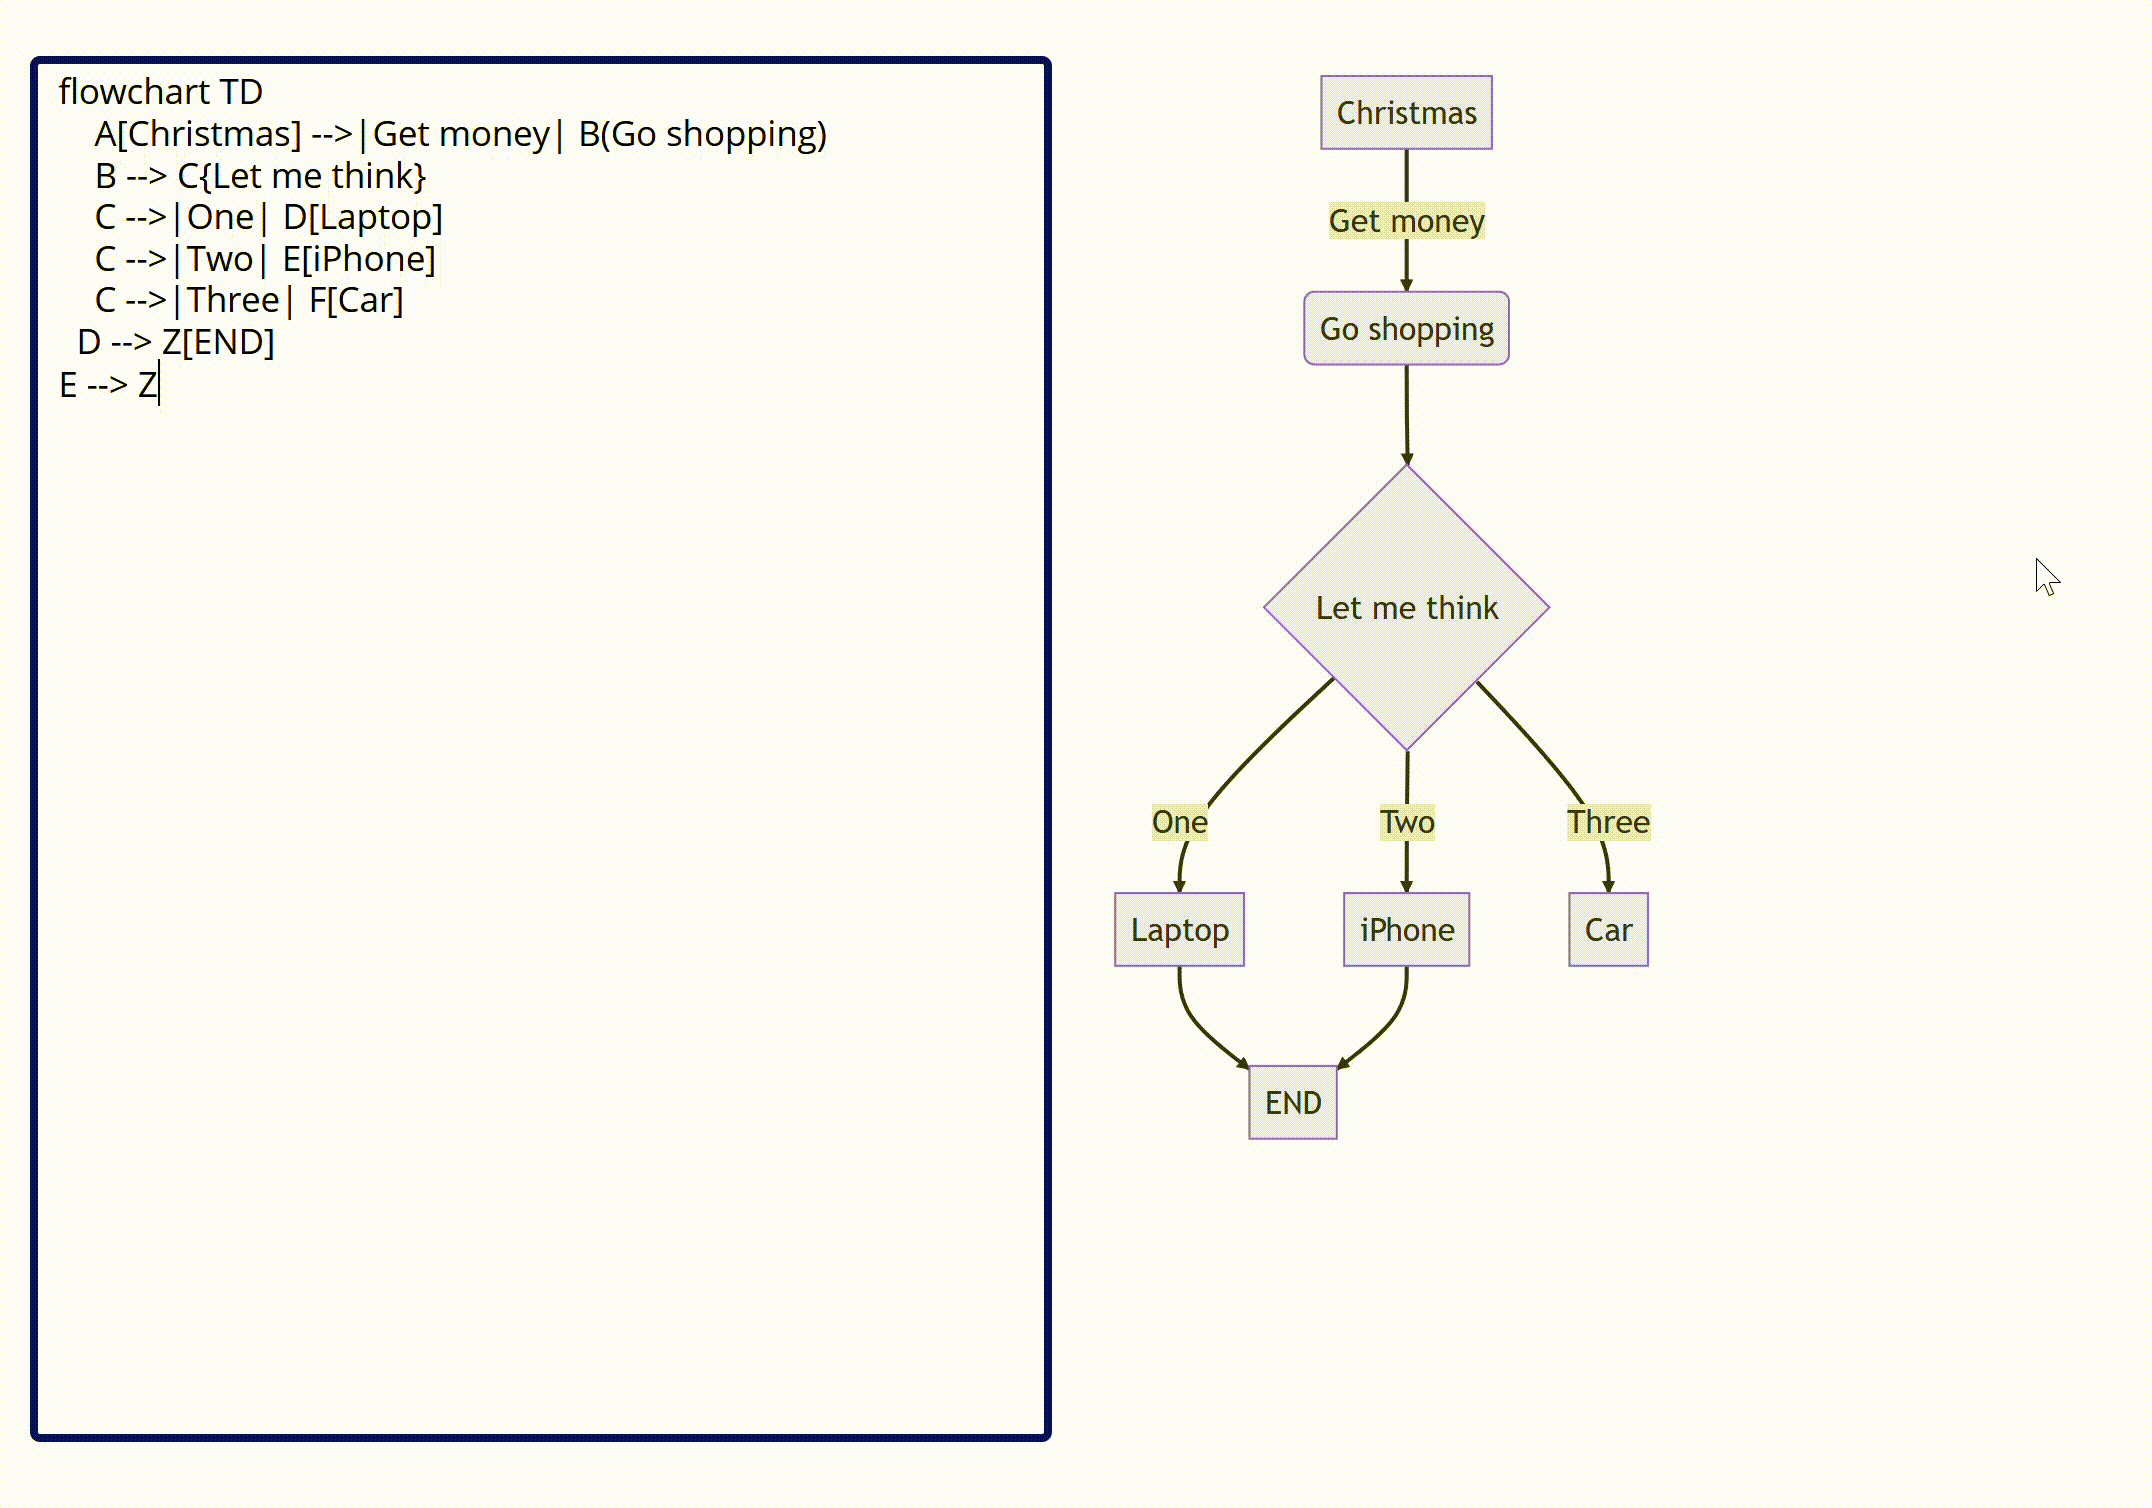 flowchart TD
A[Christmas] -->|Get money| B(Go shopping)
B --> C{Let me think}
C -->|One| D[Laptop]
C -->|Two| E[iPhone]
C -->|Three| F[Car]
D --> Z[END]
E --> Z
Christmas
Get money
Go shopping
Let me think
One Two Three
Laptop iPhone Car
END